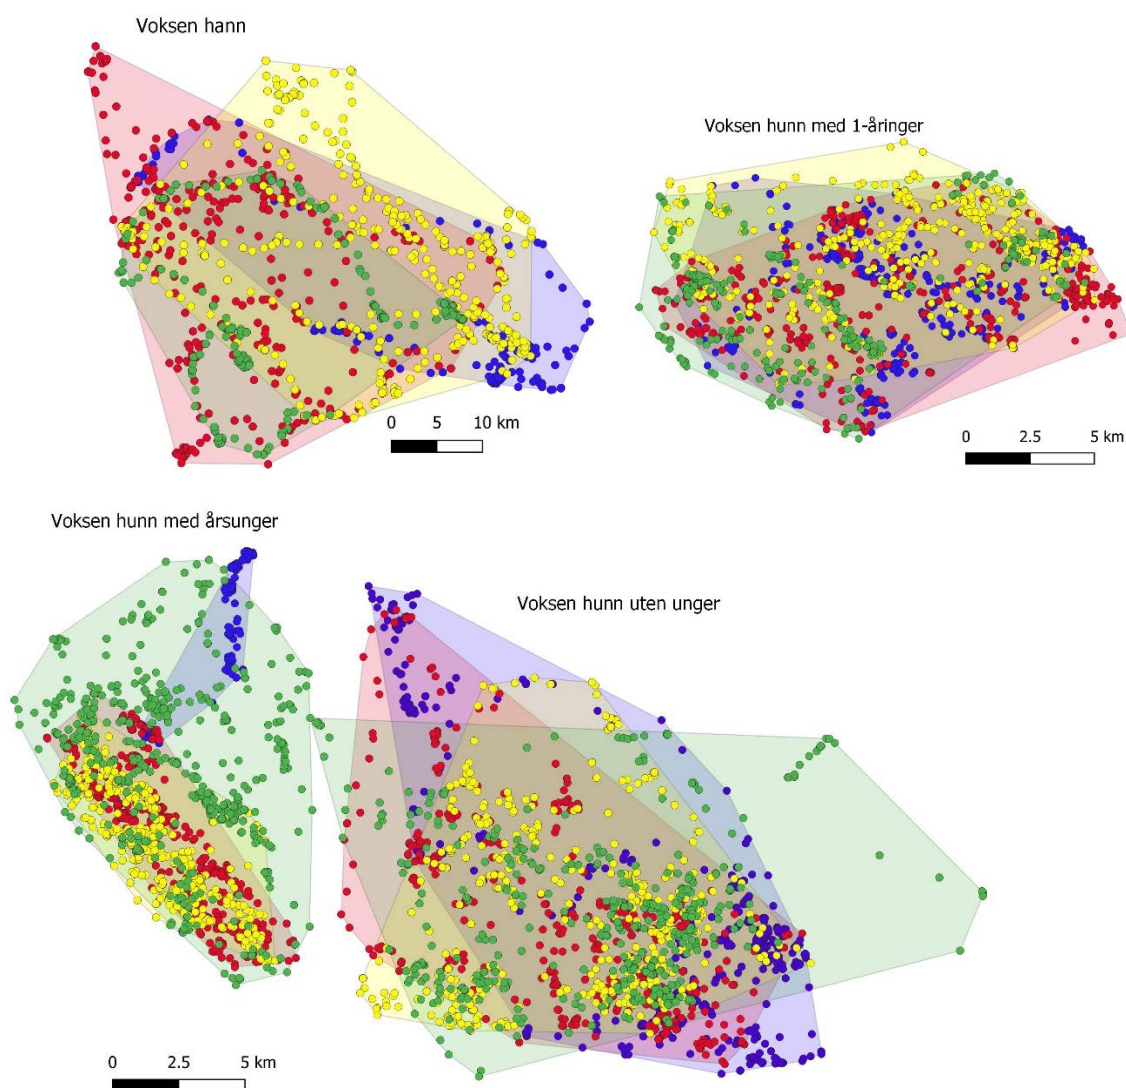 Voksen hann
Voksen hunn med 1-åringer
0 5 10 km
0 2.5 5 km
Voksen hunn med årsunger
Voksen hunn uten unger
0 2.5 5 km